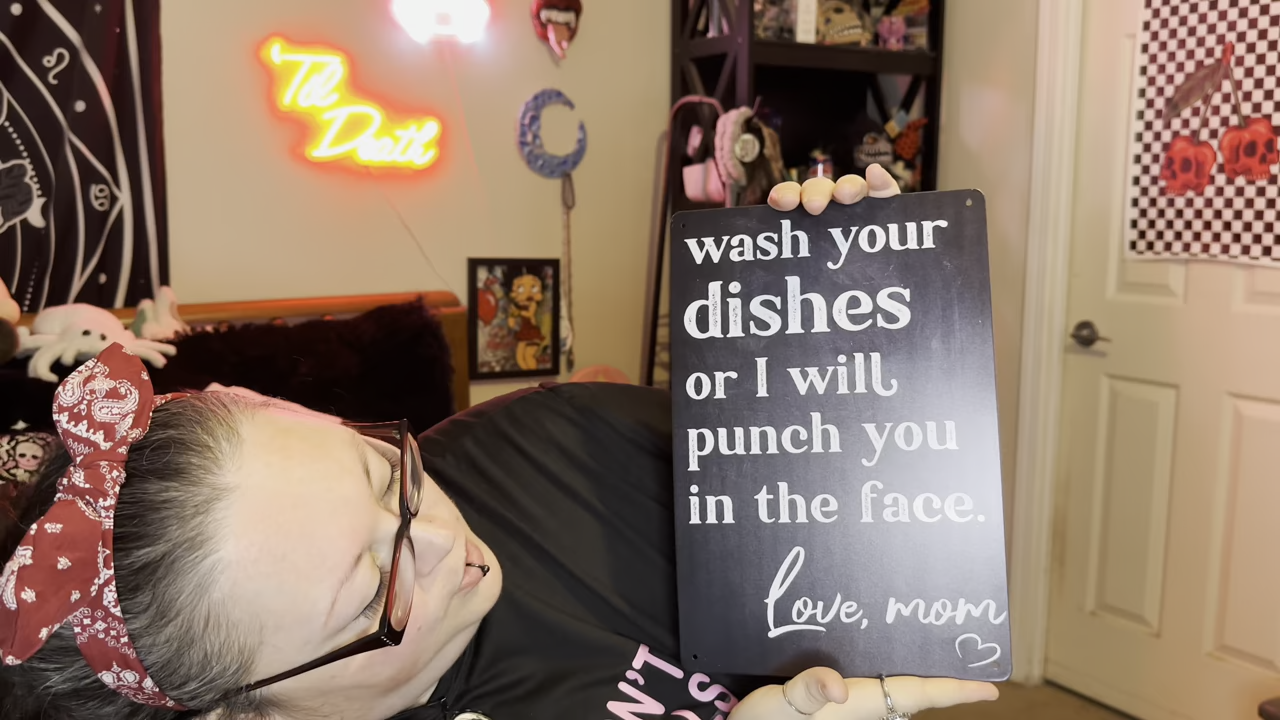 'Til
Death
wash your
dishes
or I will
punch you
in the face.
Love, mom
N'T